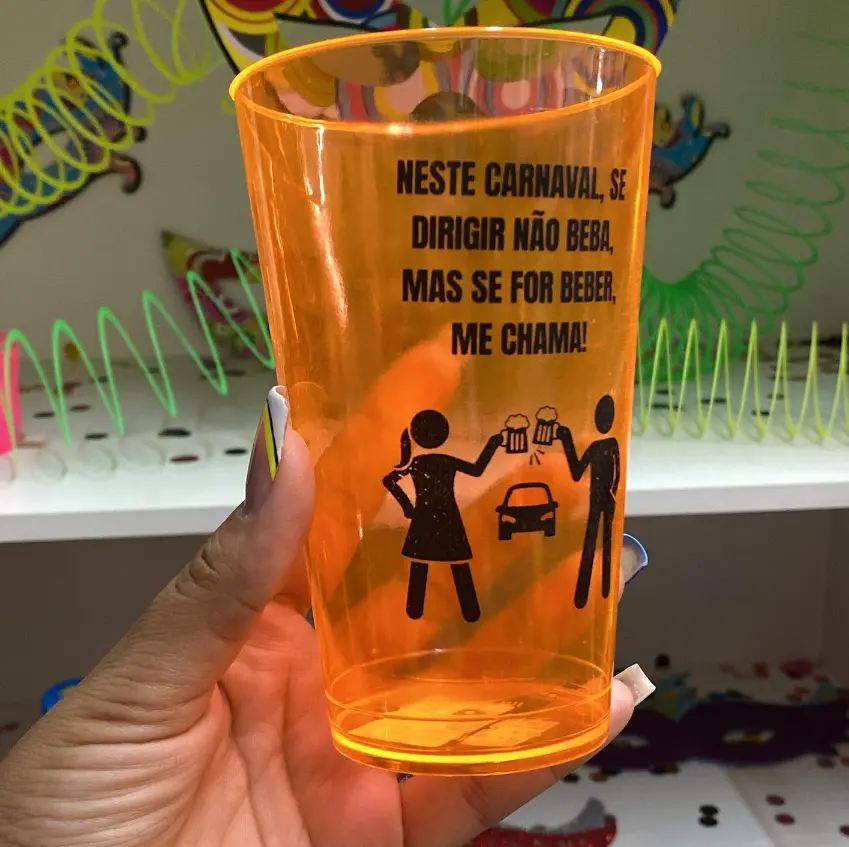 NESTE CARNAVAL, SE
DIRIGIR NÃO BEBA,
MAS SE FOR BEBER,
ME CHAMA!